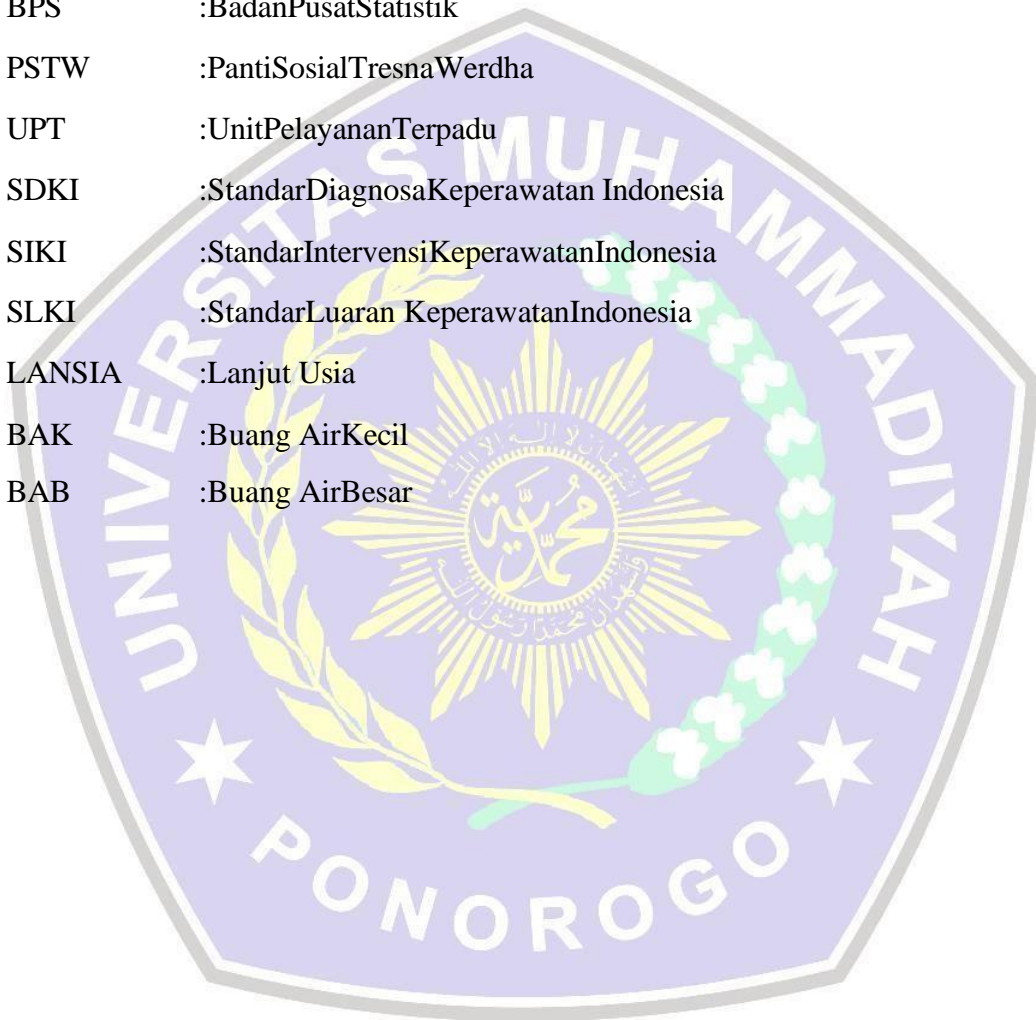 BPS :BadanPusatStatistik
PSTW :PantiSosialTresnaWerdha
UPT :UnitPelayananTerpadu
SDKI :StandarDiagnosaKeperawatan Indonesia
SIKI :StandarIntervensiKeperawatanIndonesia
SLKI :StandarLuaran KeperawatanIndonesia
LANSIA :Lanjut Usia
BAK :Buang AirKecil
BAB :Buang AirBesar
UNIVERSITAS MUHAMMADIYAH
PONOROGO
محمدية